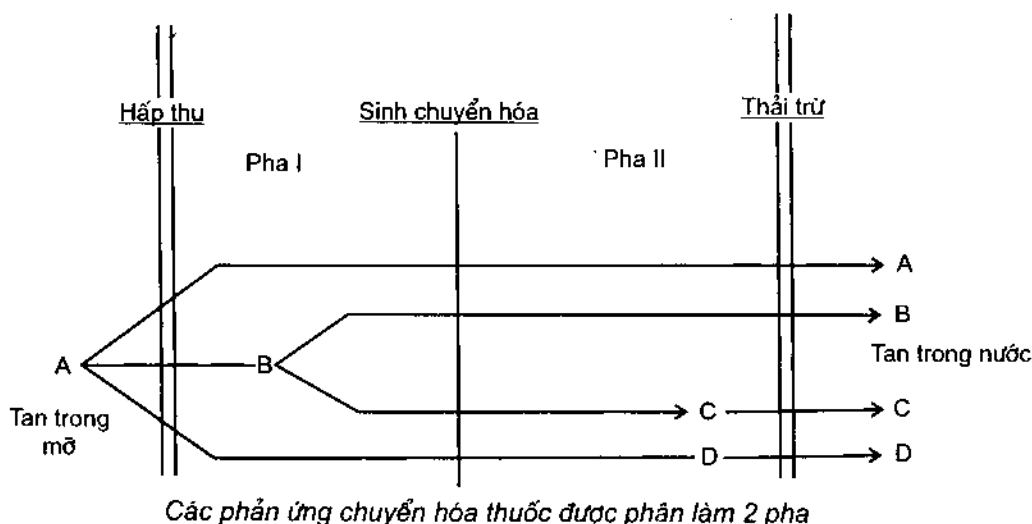 Hấp thu
Sinh chuyển hóa
Thải trừ
Pha I
Pha II
A
B
A
B
Tan trong nước
C
C
D
D
A
Tan trong
mỡ
Các phản ứng chuyển hóa thuốc được phân làm 2 pha